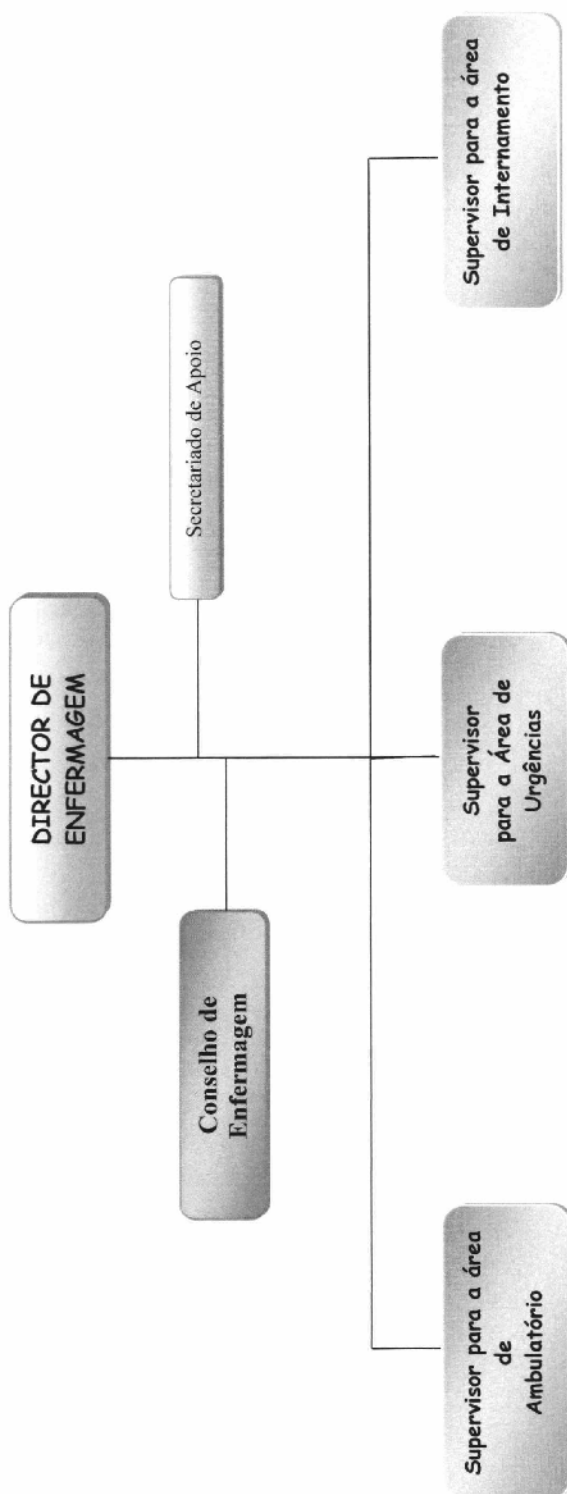 DIRECTOR DE
ENFERMAGEM
Secretariado de Apoio
Conselho de
Enfermagem
Supervisor para a área
de
Ambulatório
Supervisor
para a Área de
Urgências
Supervisor para a área
de Internamento